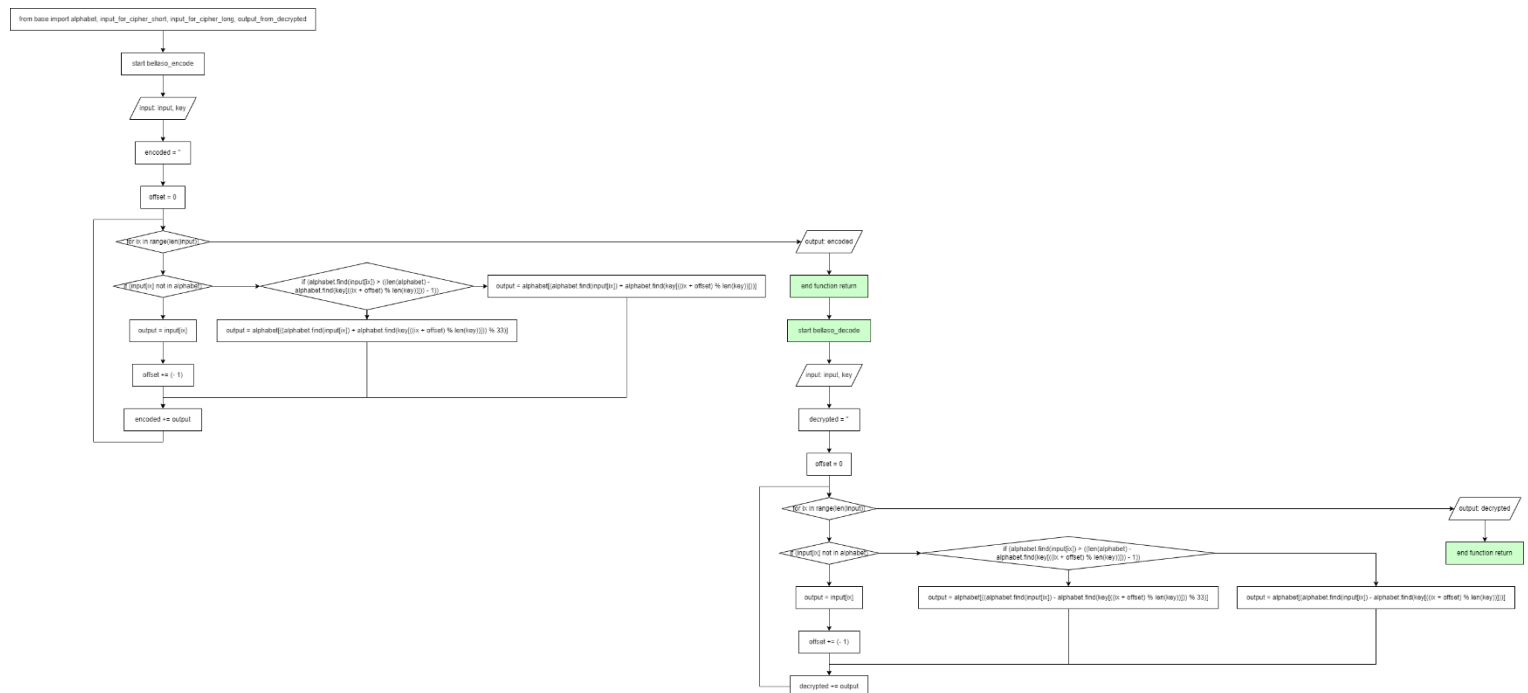 from base import alphabet, input_for_cipher_short, input_for_cipher_long, output_from_decrypted
start bellaso_encode
input: input, key
encoded = ''
offset = 0
for ix in range(len(input)):
output: encoded
if (input[ix] not in alphabet)
if (alphabet.find(input[ix]) > ((len(alphabet) -
alphabet.find(key[((ix + offset) % len(key))])) - 1))
output = alphabet[(alphabet.find(input[ix]) + alphabet.find(key[((ix + offset) % len(key))]))]
end function return
output = input[ix]
output = alphabet[((alphabet.find(input[ix]) + alphabet.find(key[((ix + offset) % len(key))])) % 33)]
start bellaso_decode
offset += (- 1)
input: input, key
encoded += output
decrypted = ''
offset = 0
for ix in range(len(input)):
output: decrypted
if (input[ix] not in alphabet)
if (alphabet.find(input[ix]) > ((len(alphabet) -
alphabet.find(key[((ix + offset) % len(key))])) - 1))
end function return
output = input[ix]
output = alphabet[((alphabet.find(input[ix]) - alphabet.find(key[((ix + offset) % len(key))])) % 33)]
output = alphabet[(alphabet.find(input[ix]) - alphabet.find(key[((ix + offset) % len(key))]))]
offset += (- 1)
decrypted += output